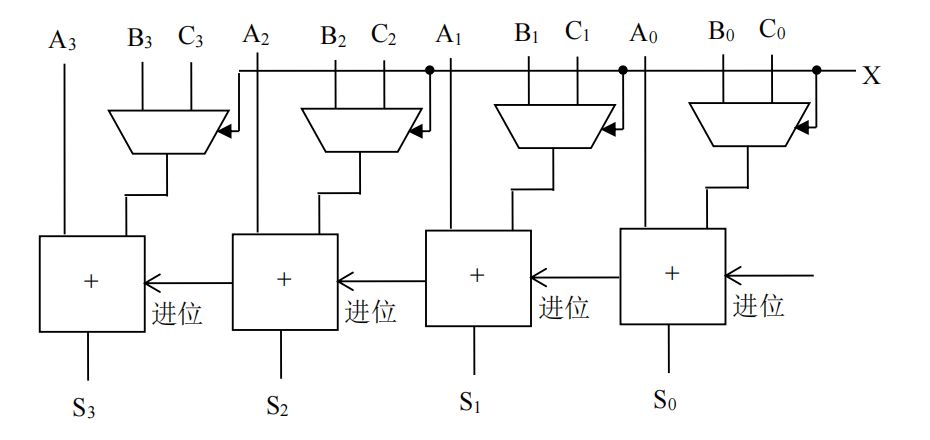 A₃ B₃ C₃ A₂ B₂ C₂ A₁ B₁ C₁ A₀ B₀ C₀
X
+ + + +
进位 进位 进位 进位
S₃ S₂ S₁ S₀